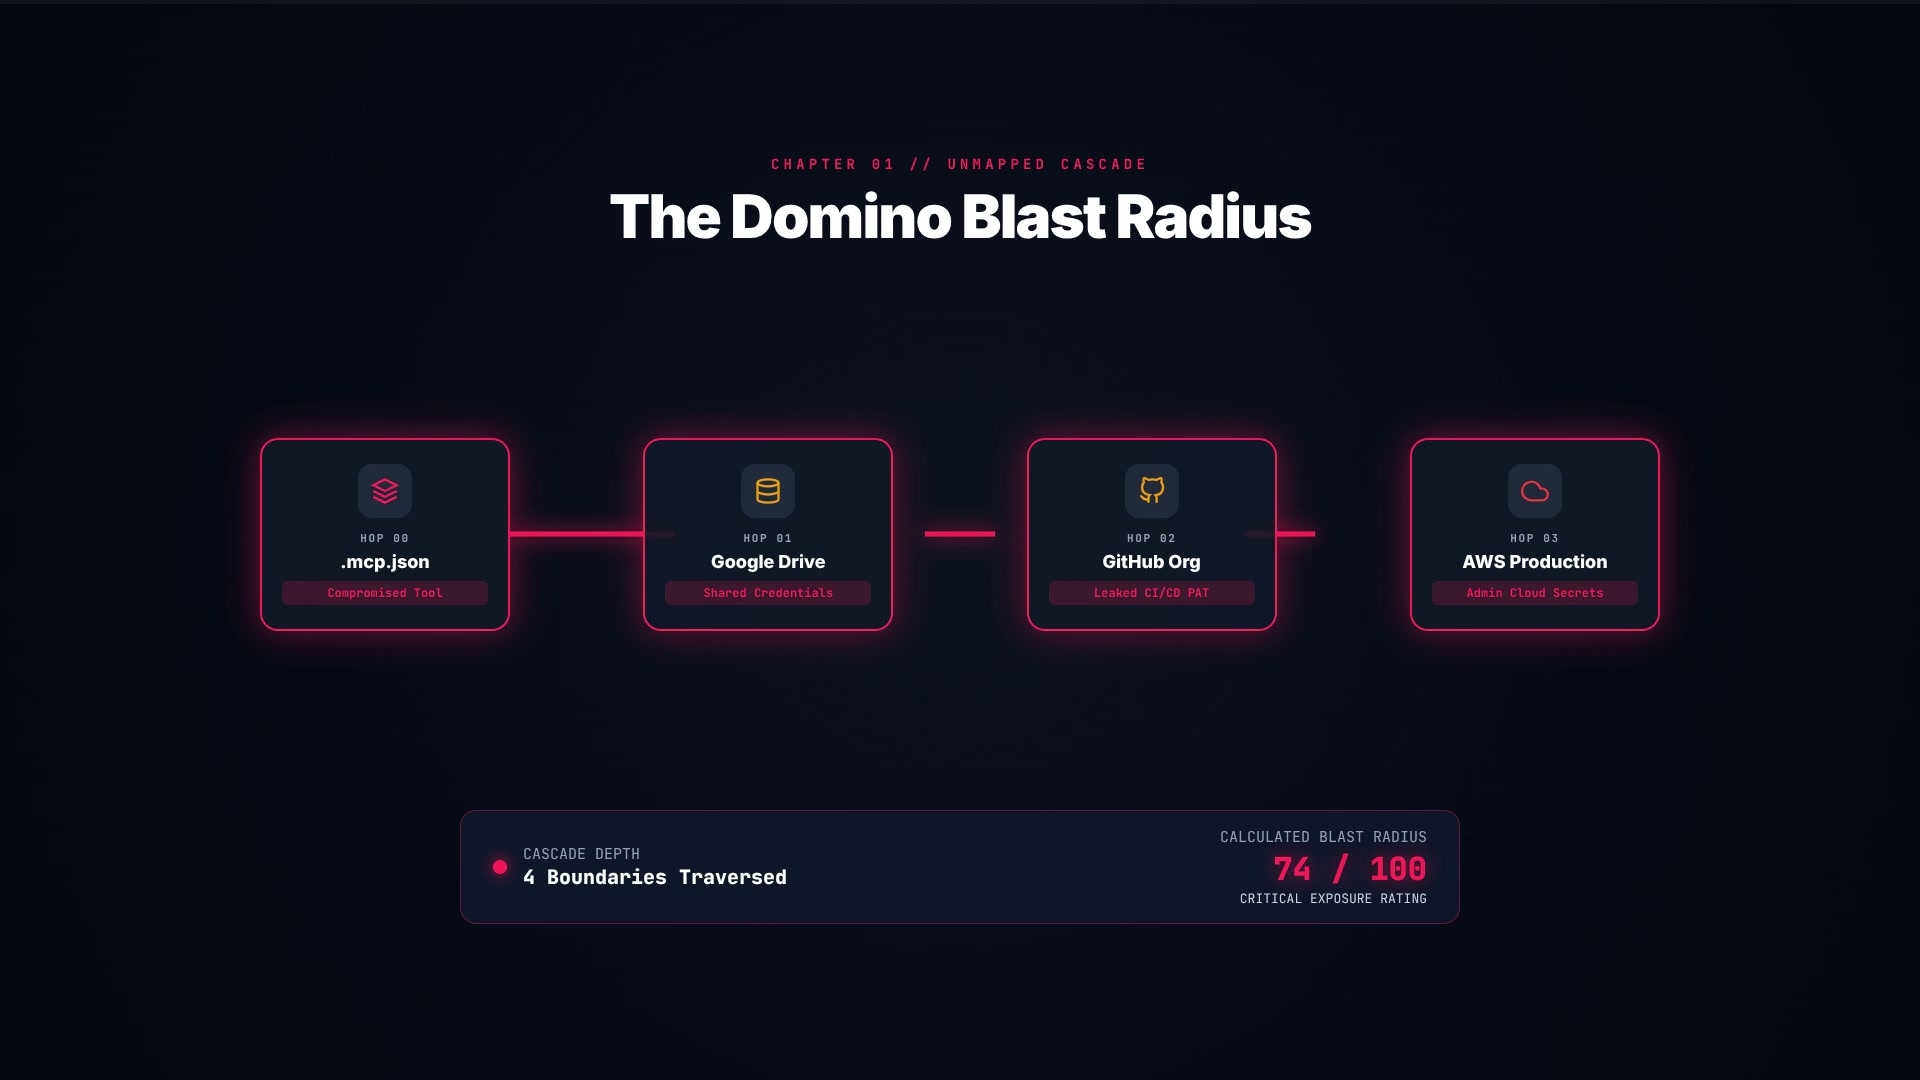 CHAPTER 01 // UNMAPPED CASCADE
The Domino Blast Radius
HOP 00
.mcp.json
Compromised Tool
HOP 01
Google Drive
Shared Credentials
HOP 02
GitHub Org
Leaked CI/CD PAT
HOP 03
AWS Production
Admin Cloud Secrets
CASCADE DEPTH
4 Boundaries Traversed
CALCULATED BLAST RADIUS
74 / 100
CRITICAL EXPOSURE RATING